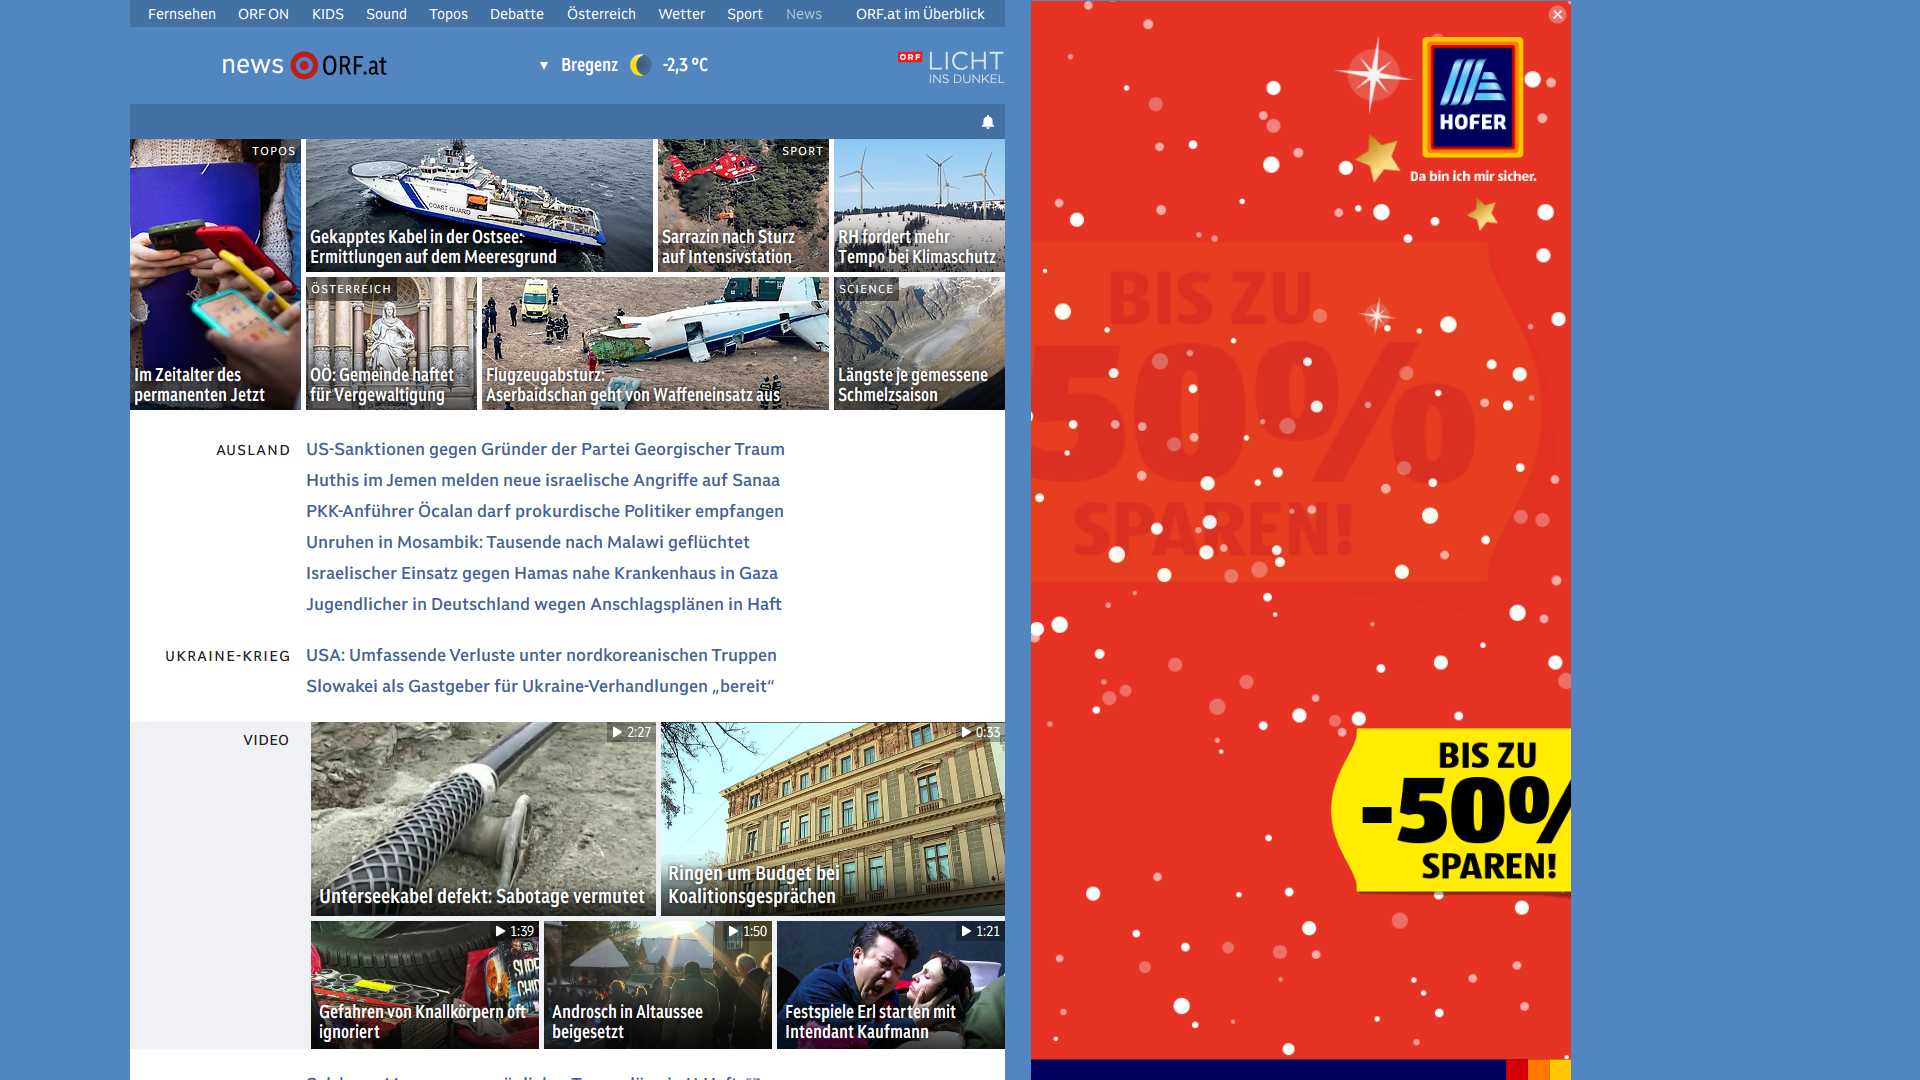 Fernsehen ORF ON KIDS Sound Topos Debatte Österreich Wetter Sport News ORF.at im Überblick
news ORF.at
Bregenz -2,3 °C
ORF LICHT
INS DUNKEL
TOPOS
Im Zeitalter des
permanenten Jetzt
COAST GUARD
Gekapptes Kabel in der Ostsee:
Ermittlungen auf dem Meeresgrund
SPORT
Sarrazin nach Sturz
auf Intensivstation
RH fordert mehr
Tempo bei Klimaschutz
ÖSTERREICH
OÖ: Gemeinde haftet
für Vergewaltigung
Flugzeugabsturz:
Aserbaidschan geht von Waffeneinsatz aus
SCIENCE
Längste je gemessene
Schmelzsaison
AUSLAND
US-Sanktionen gegen Gründer der Partei Georgischer Traum
Huthis im Jemen melden neue israelische Angriffe auf Sanaa
PKK-Anführer Öcalan darf prokurdische Politiker empfangen
Unruhen in Mosambik: Tausende nach Malawi geflüchtet
Israelischer Einsatz gegen Hamas nahe Krankenhaus in Gaza
Jugendlicher in Deutschland wegen Anschlagsplänen in Haft
UKRAINE-KRIEG
USA: Umfassende Verluste unter nordkoreanischen Truppen
Slowakei als Gastgeber für Ukraine-Verhandlungen „bereit“
VIDEO
2:27
Unterseekabel defekt: Sabotage vermutet
0:33
Ringen um Budget bei
Koalitionsgesprächen
1:39
Gefahren von Knallkörpern oft
ignoriert
1:50
Androsch in Altaussee
beigesetzt
1:21
Festspiele Erl starten mit
Intendant Kaufmann
HOFER
Da bin ich mir sicher.
BIS ZU
50%
SPAREN!
BIS ZU
-50%
SPAREN!